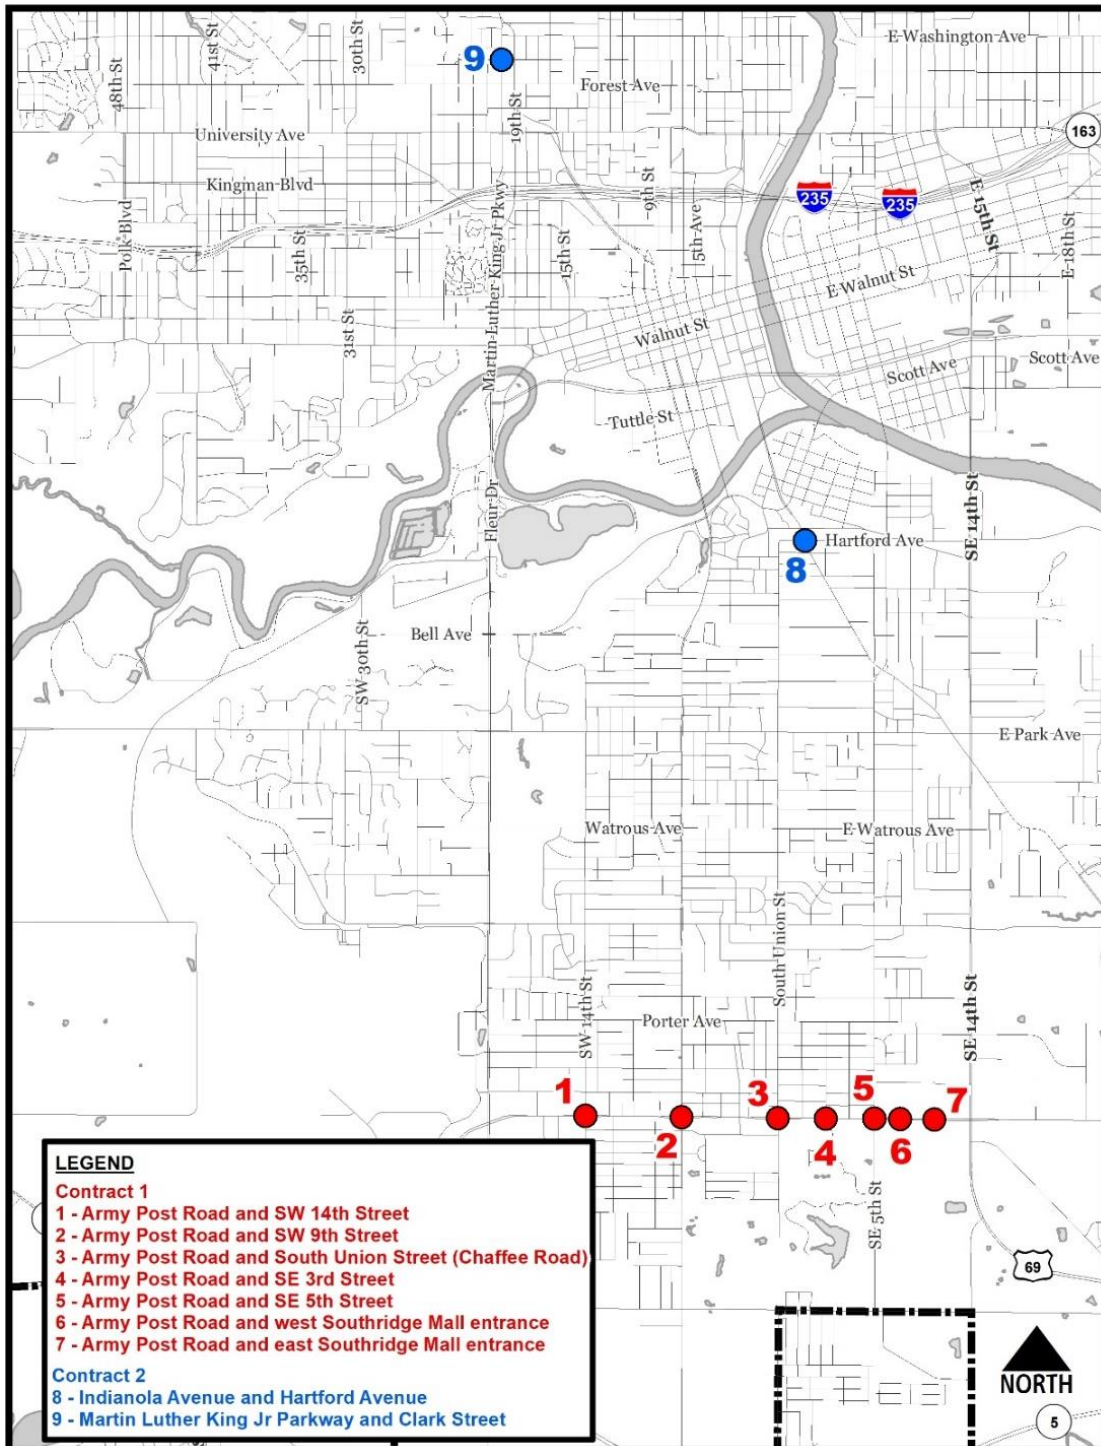 E Washington Ave
41st St
30th St
9
48th St
Forest Ave
19th St
163
University Ave
Kingman Blvd
9th St
235
235
E 15th St
Polk Blvd
35th St
Martin Luther King Jr Pkwy
15th St
5th Ave
E 18th St
E Walnut St
31st St
Walnut St
Scott Ave
Scott Ave
Tuttle St
Fleur Dr
SE 14th St
Hartford Ave
8
Bell Ave
SW 30th St
E Park Ave
Watrous Ave
E Watrous Ave
South Union St
SW 14th St
Porter Ave
SE 14th St
1
3
5
7
2
4
6
SE 5th St
69
NORTH
5
LEGEND
Contract 1
1 - Army Post Road and SW 14th Street
2 - Army Post Road and SW 9th Street
3 - Army Post Road and South Union Street (Chaffee Road)
4 - Army Post Road and SE 3rd Street
5 - Army Post Road and SE 5th Street
6 - Army Post Road and west Southridge Mall entrance
7 - Army Post Road and east Southridge Mall entrance
Contract 2
8 - Indianola Avenue and Hartford Avenue
9 - Martin Luther King Jr Parkway and Clark Street